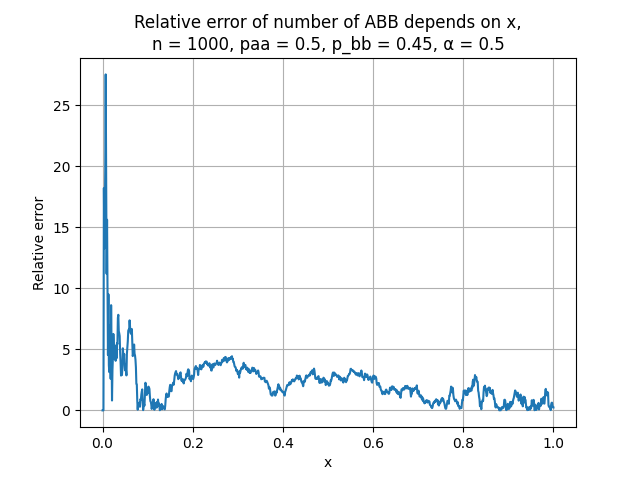 Relative error of number of ABB depends on x,
n = 1000, paa = 0.5, p_bb = 0.45, α = 0.5
Relative error
25
20
15
10
5
0
0.0 0.2 0.4 0.6 0.8 1.0
x